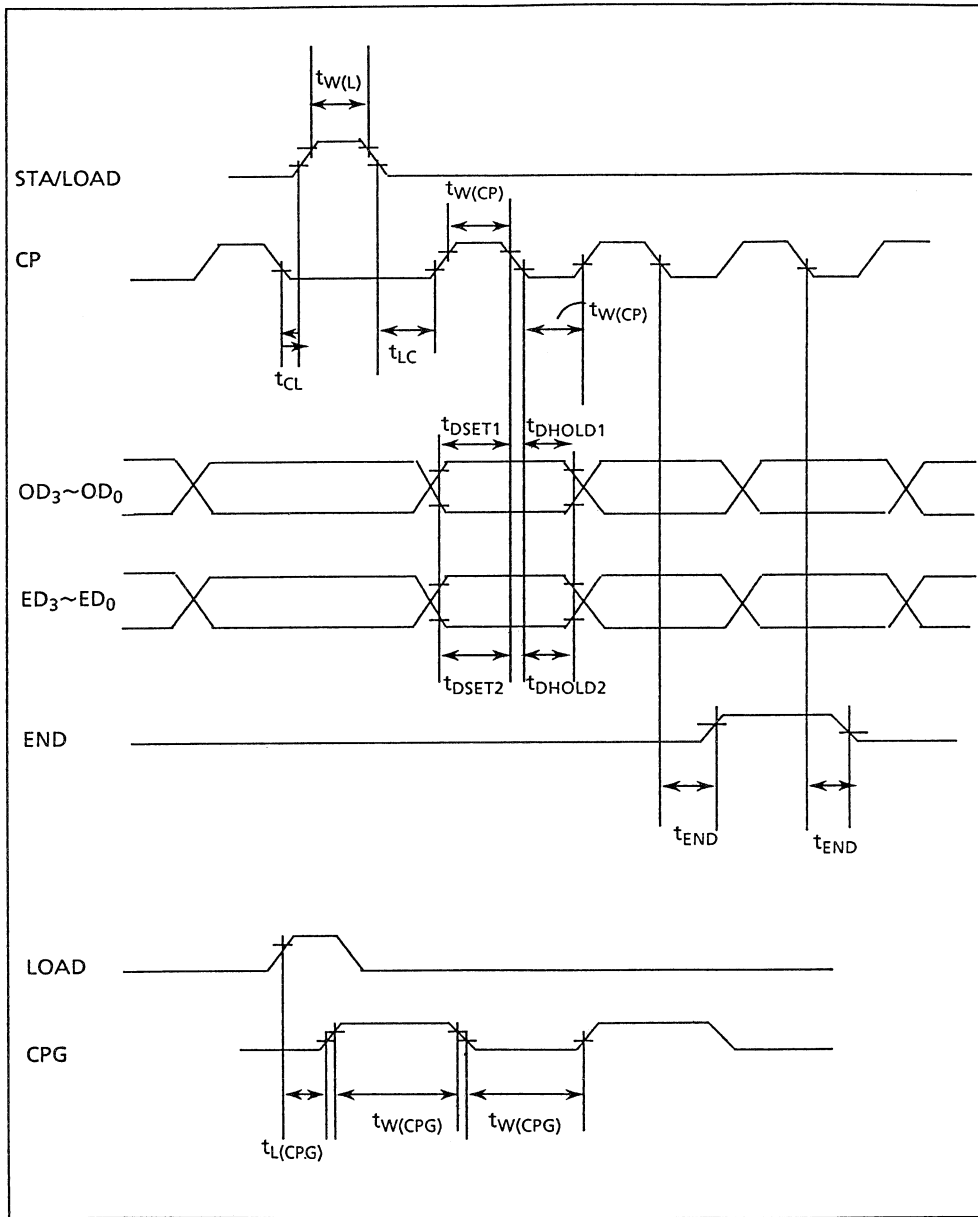 tW(L)
STA/LOAD
tW(CP)
CP
tW(CP)
tLC
tCL
tDSET1 tDHOLD1
OD3~OD0
ED3~ED0
tDSET2 tDHOLD2
END
tEND tEND
LOAD
CPG
tW(CPG) tW(CPG)
tL(CPG)